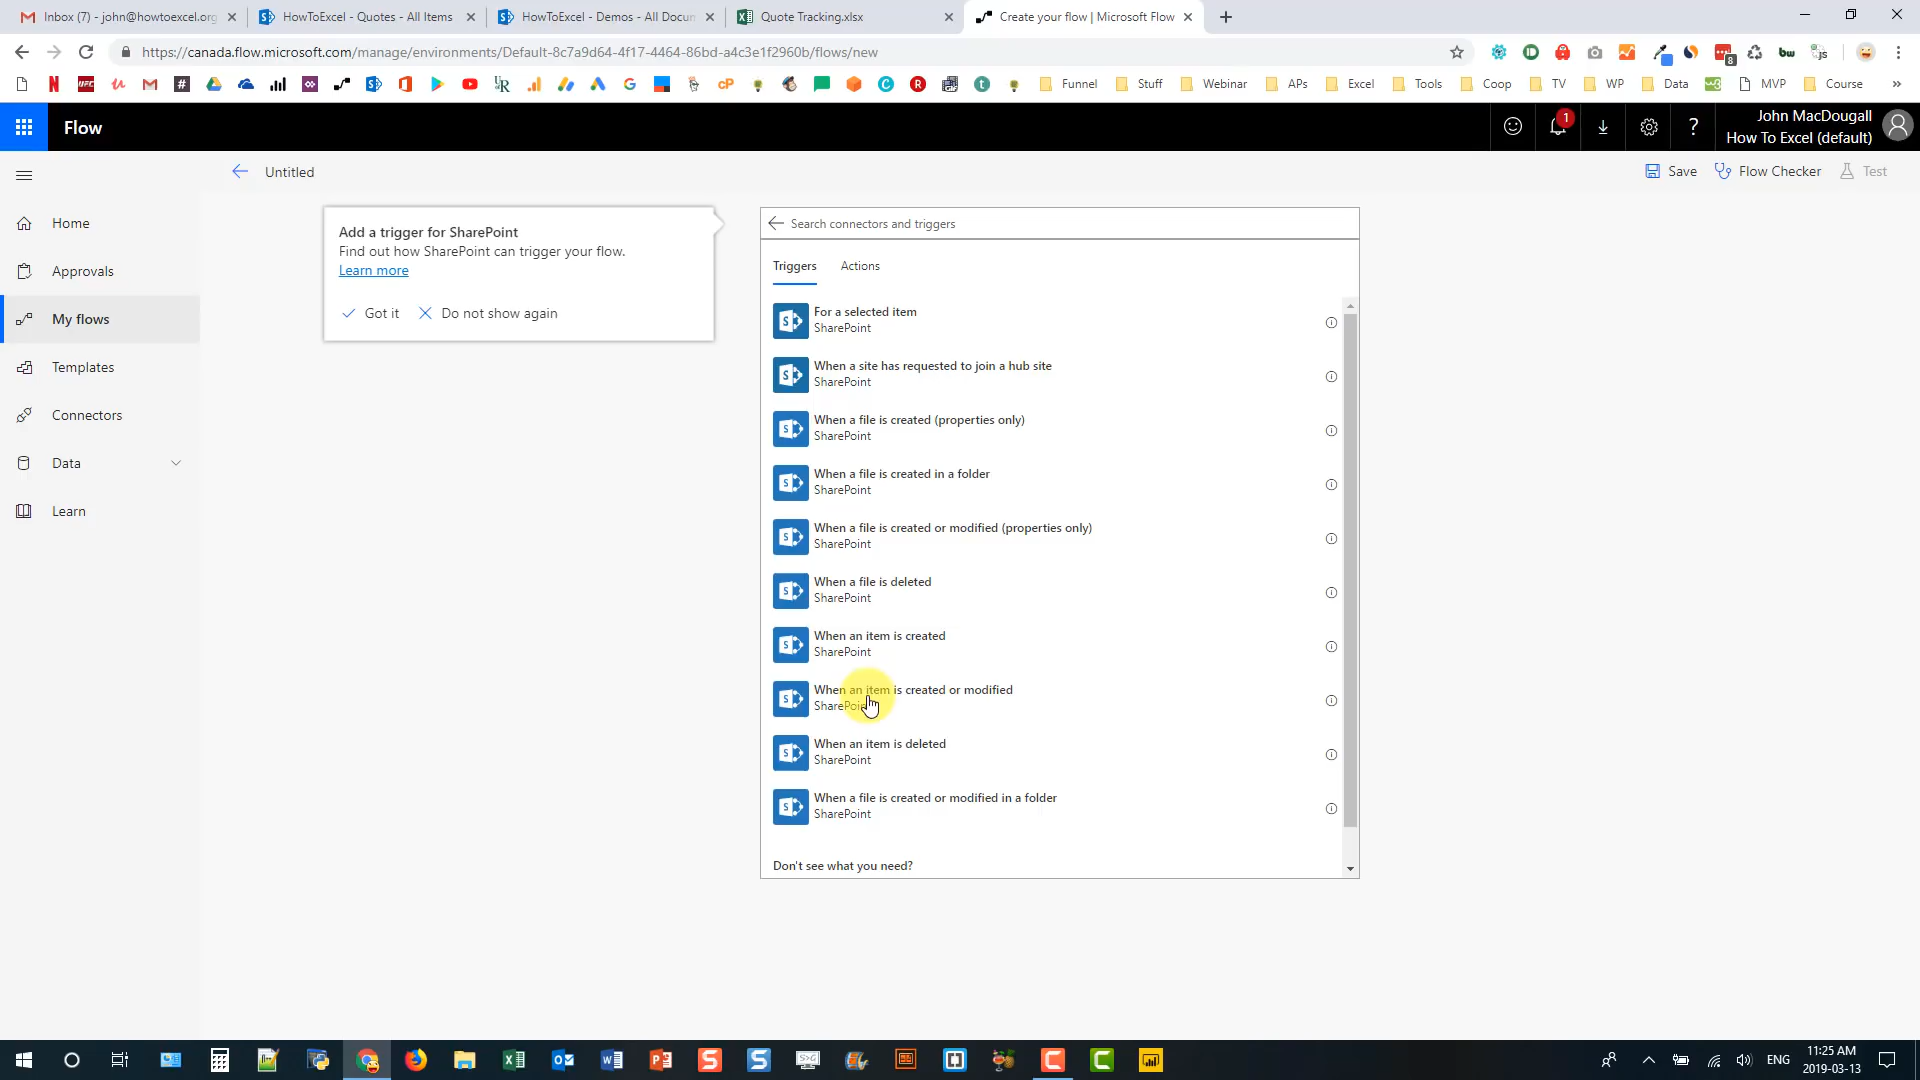 Inbox (7) - john@howtoexcel.org
HowToExcel - Quotes - All Items
HowToExcel - Demos - All Docun
Quote Tracking.xlsx
Create your flow | Microsoft Flow
https://canada.flow.microsoft.com/manage/environments/Default-8c7a9d64-4f17-4464-86bd-a4c3e1f2960b/flows/new
Funnel
Stuff
Webinar
APs
Excel
Tools
Coop
TV
WP
Data
MVP
Course
Flow
1
John MacDougall
How To Excel (default)
Untitled
Save
Flow Checker
Test
Home
Approvals
My flows
Templates
Connectors
Data
Learn
Add a trigger for SharePoint
Find out how SharePoint can trigger your flow.
Learn more
Got it
Do not show again
Search connectors and triggers
Triggers
Actions
For a selected item
SharePoint
When a site has requested to join a hub site
SharePoint
When a file is created (properties only)
SharePoint
When a file is created in a folder
SharePoint
When a file is created or modified (properties only)
SharePoint
When a file is deleted
SharePoint
When an item is created
SharePoint
When an item is created or modified
SharePoint
When an item is deleted
SharePoint
When a file is created or modified in a folder
SharePoint
Don't see what you need?
ENG
11:25 AM
2019-03-13